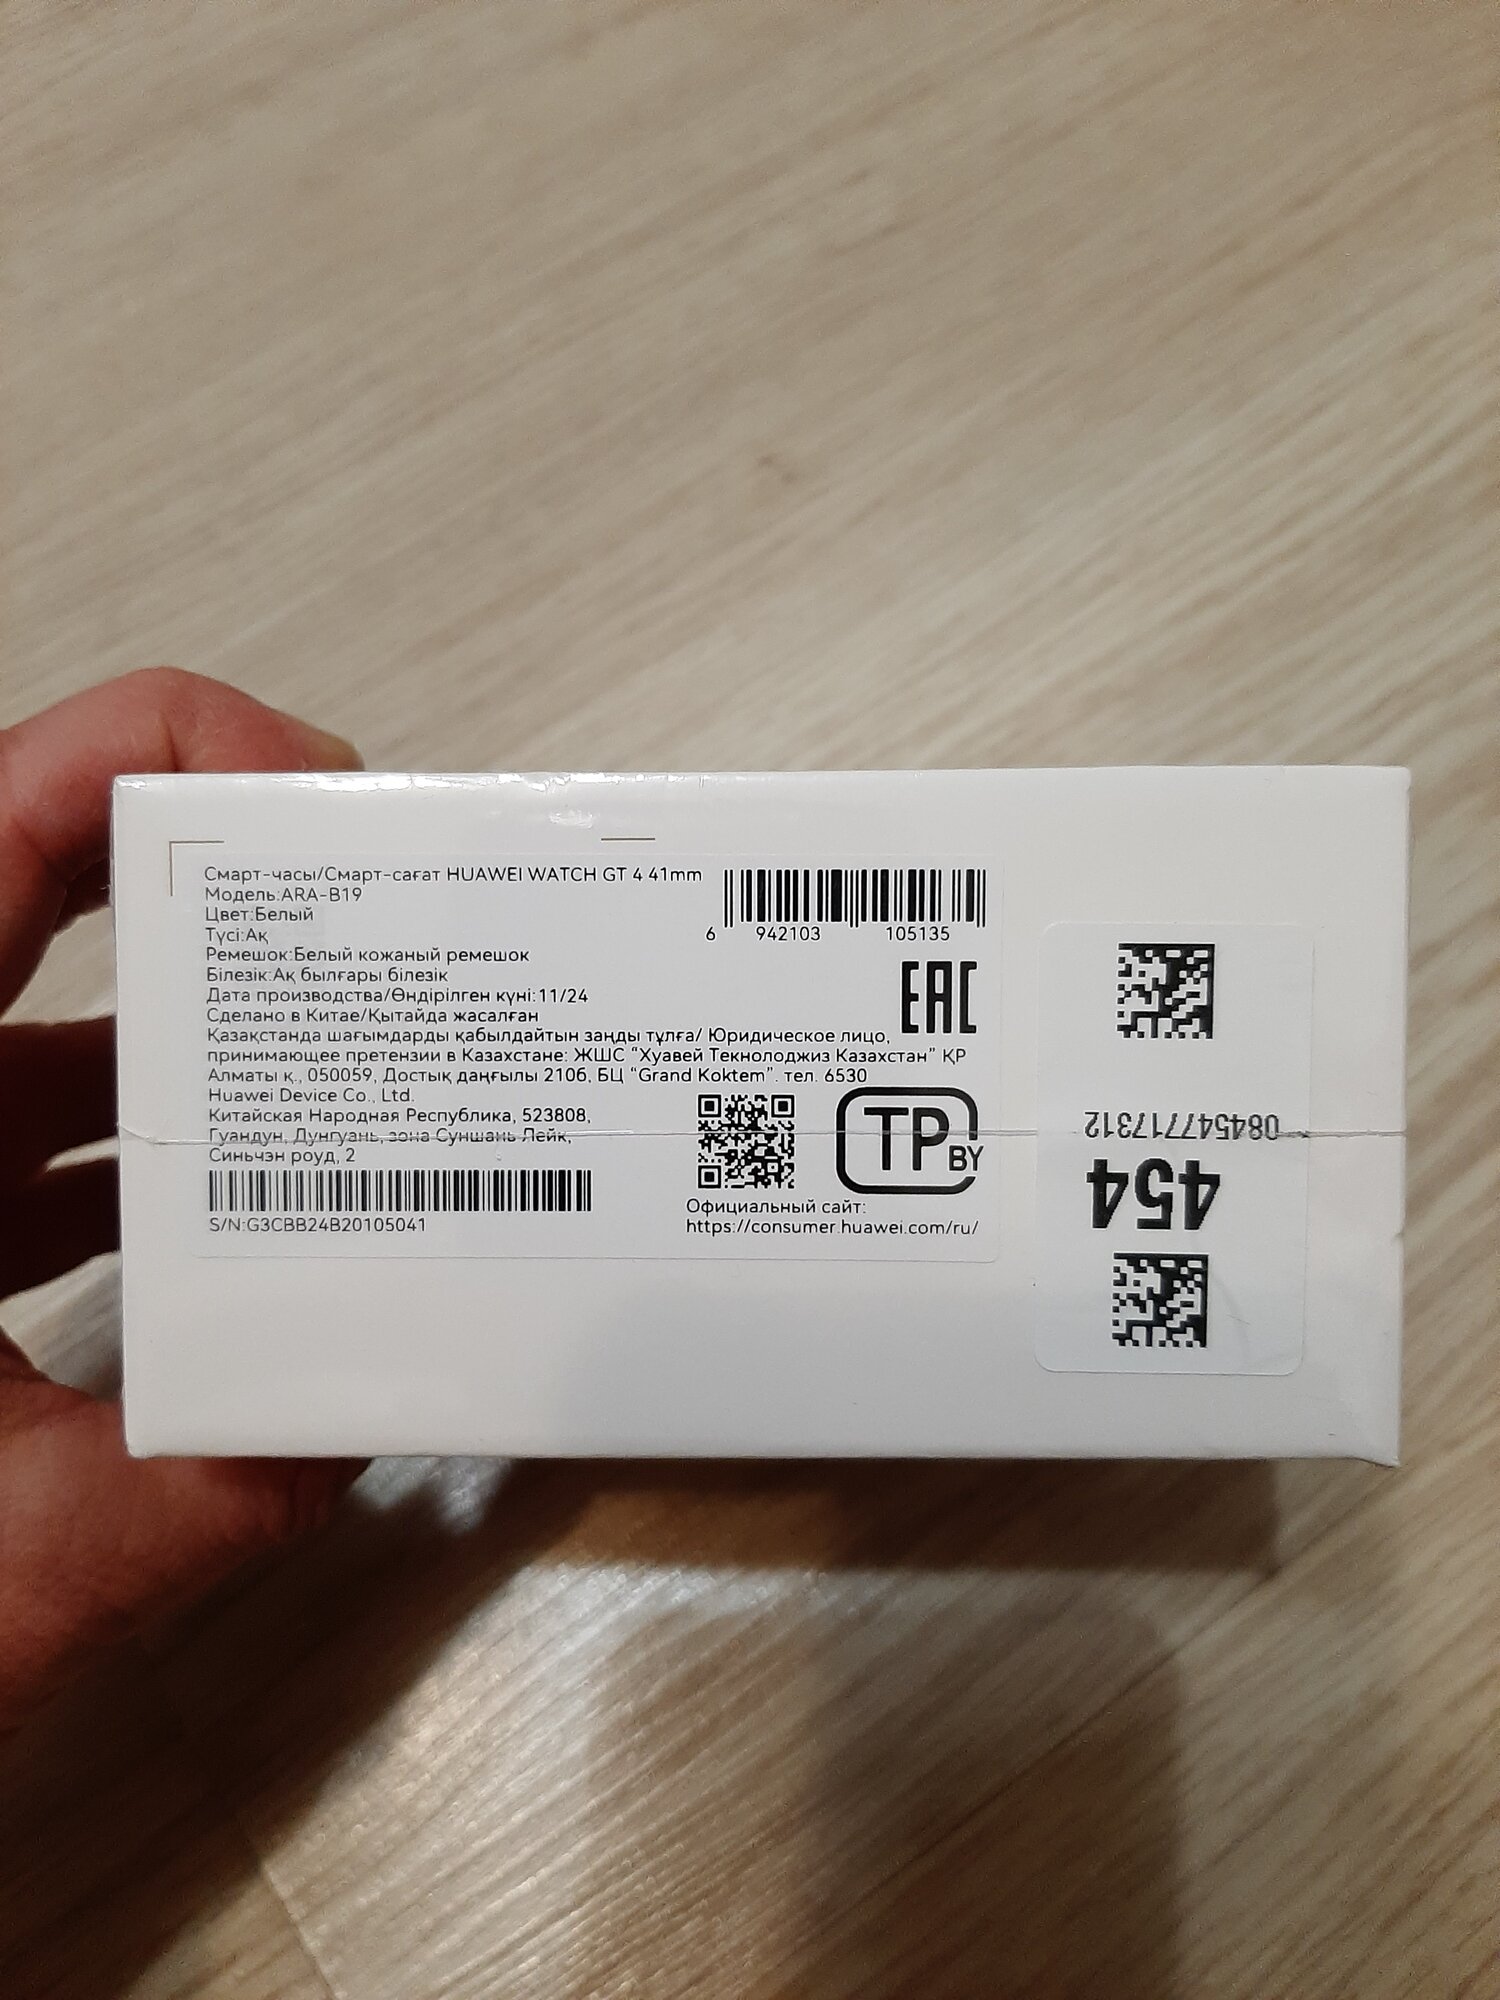 Смарт-часы/Смарт-сағат HUAWEI WATCH GT 4 41mm
Модель:ARA-B19
Цвет:Белый
Түсі:Ақ
Ремешок:Белый кожаный ремешок
Білезік:Ақ былғары білезік
Дата производства/Өндірілген күні:11/24
Сделано в Китае/Қытайда жасалған
Қазақстанда шағымдарды қабылдайтын заңды тұлға/ Юридическое лицо,
принимающее претензии в Казахстане: ЖШС "Хуавей Текнолоджиз Казахстан" ҚР
Алматы қ., 050059, Достық даңғылы 210б, БЦ "Grand Koktem". тел. 6530
Huawei Device Co., Ltd.
Китайская Народная Республика, 523808,
Гуандун, Дунгуань, зона Суншань Лейк,
Синьчэн роуд, 2
S/N:G3CBB24B20105041
6 942103 105135
EAC
TP BY
Официальный сайт:
https://consumer.huawei.com/ru/
454
084547717312